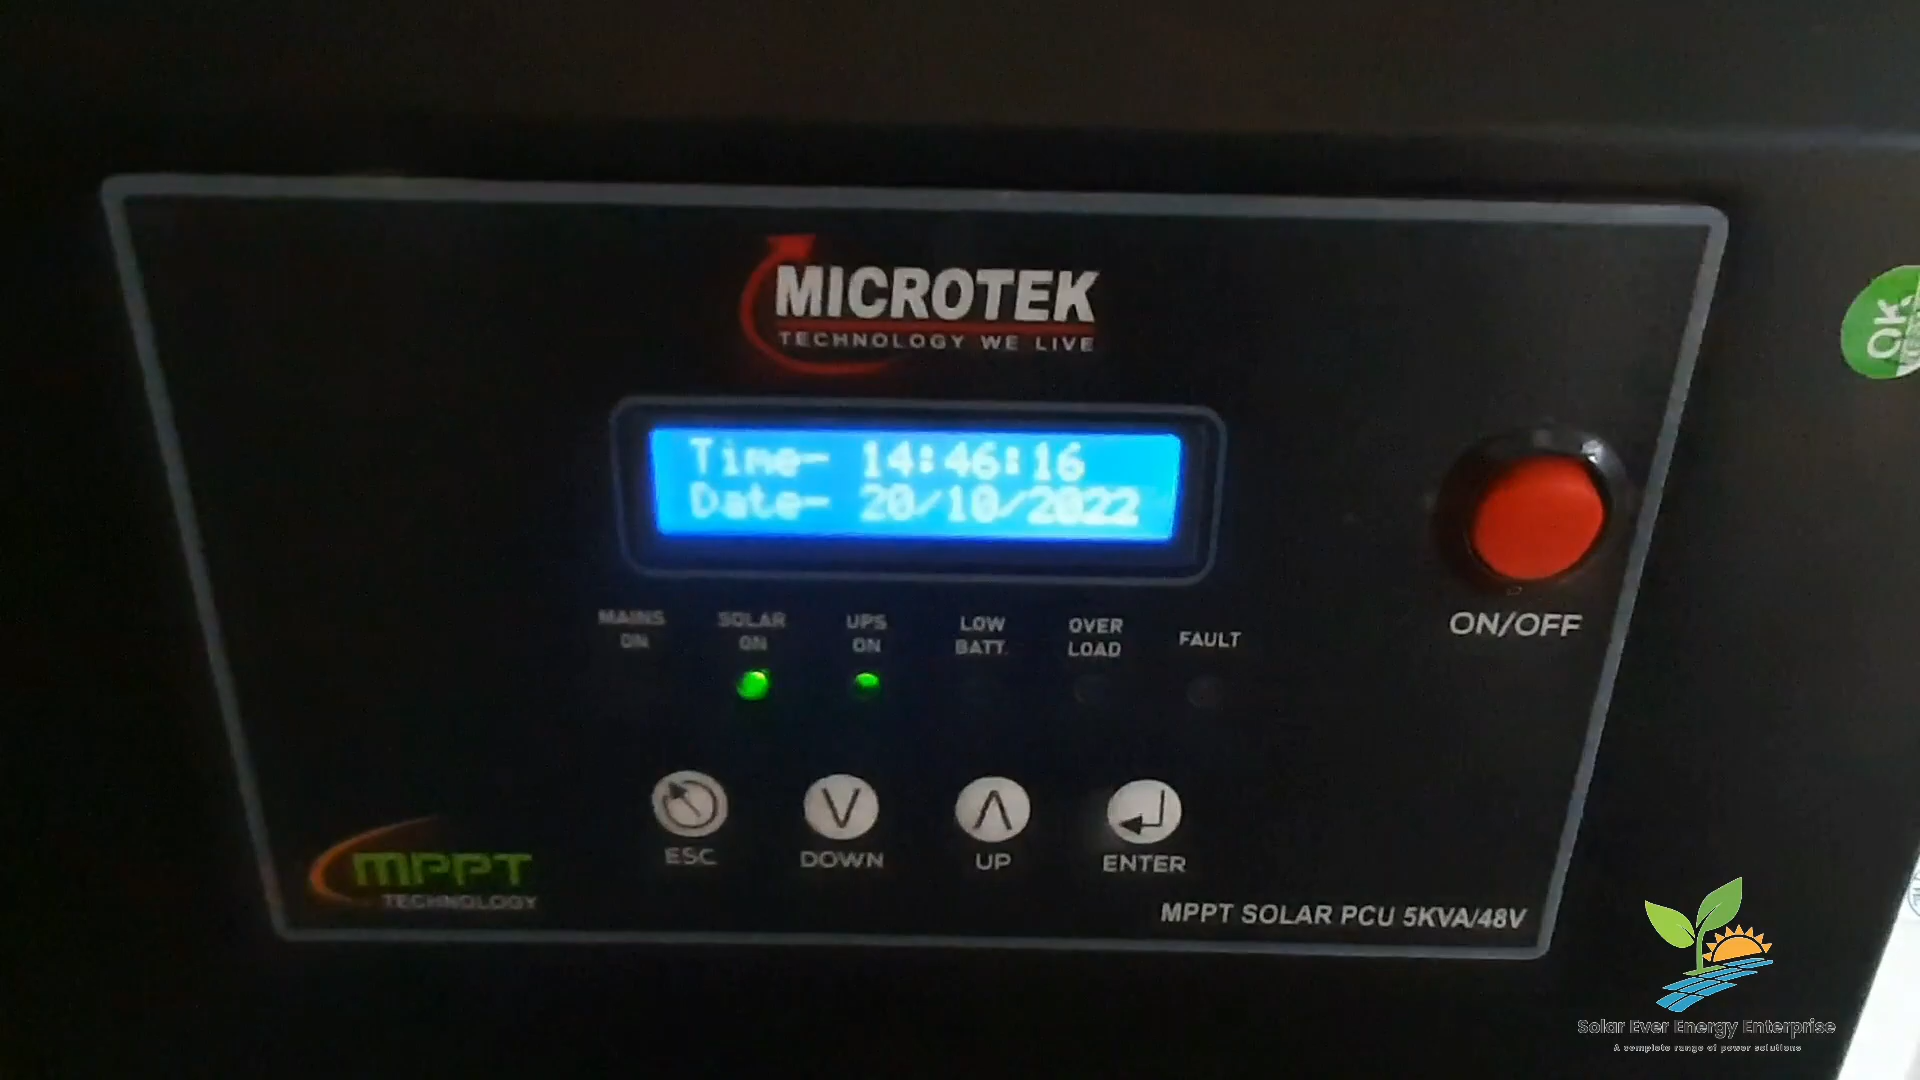 MICROTEK
TECHNOLOGY WE LIVE
Time- 14:46:16
Date- 20/10/2022
MAINS ON
SOLAR ON
UPS ON
LOW BATT.
OVER LOAD
FAULT
ON/OFF
OK
ESC
DOWN
UP
ENTER
MPPT
TECHNOLOGY
MPPT SOLAR PCU 5KVA/48V
Solar Ever Energy Enterprise
A complete range of power solutions